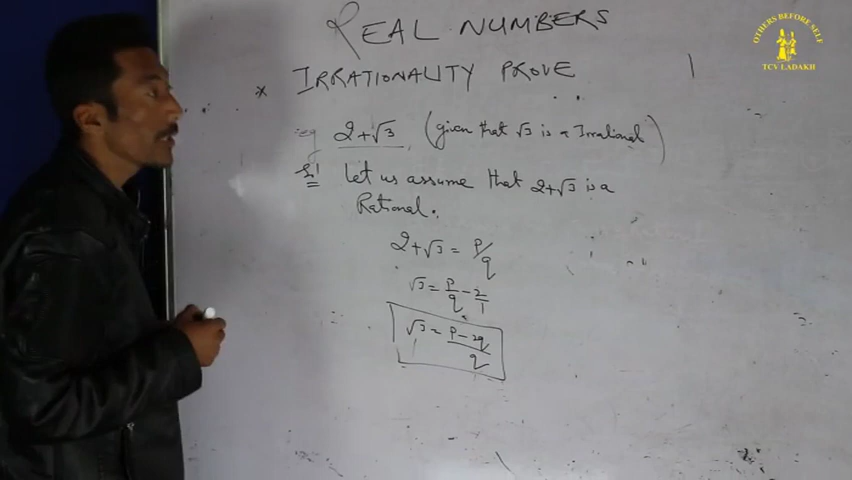 REAL NUMBERS
* IRRATIONALITY PROVE
eg 2+√3 (given that √3 is a Irrational)
Sol Let us assume that 2+√3 is a
Rational.
2+√3 = P/q
√3 = P/q - 2/1
√3 = P-2q/q
OTHERS BEFORE SELF
TCV LADAKH